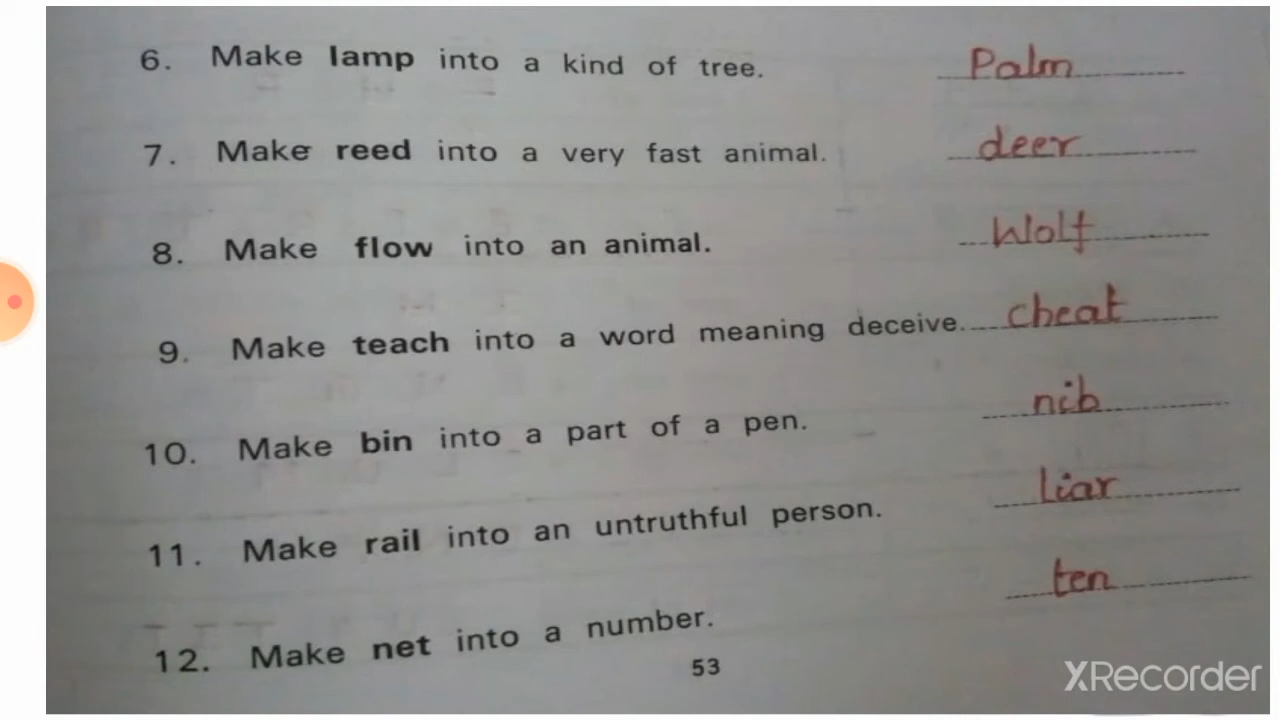 6. Make lamp into a kind of tree. Palm
7. Make reed into a very fast animal. deer
8. Make flow into an animal. Wolf
9. Make teach into a word meaning deceive. cheat
10. Make bin into a part of a pen. nib
11. Make rail into an untruthful person. liar
12. Make net into a number. ten
53
XRecorder